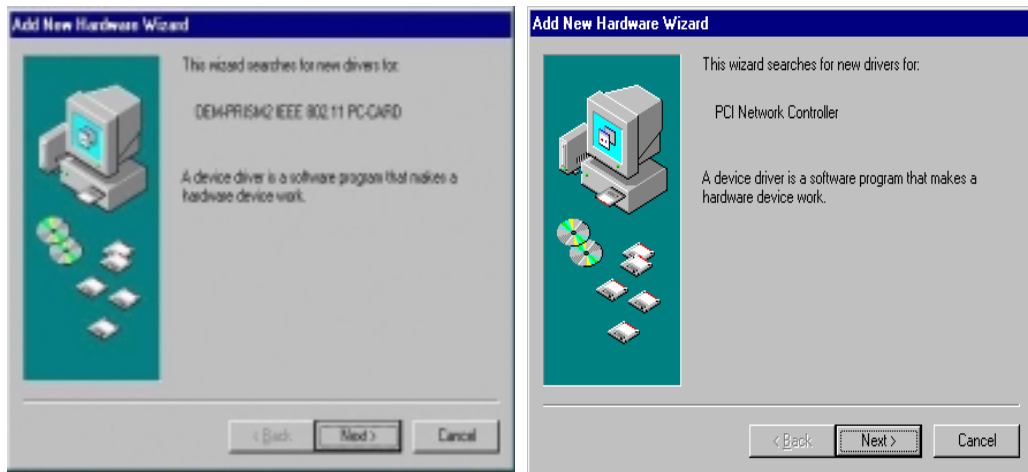 Add New Hardware Wizard
This wizard searches for new drivers for:
OEM-PRISM2 IEEE 802.11 PC-CARD
A device driver is a software program that makes a
hardware device work.
< Back
Next >
Cancel
Add New Hardware Wizard
This wizard searches for new drivers for:
PCI Network Controller
A device driver is a software program that makes a
hardware device work.
< Back
Next >
Cancel